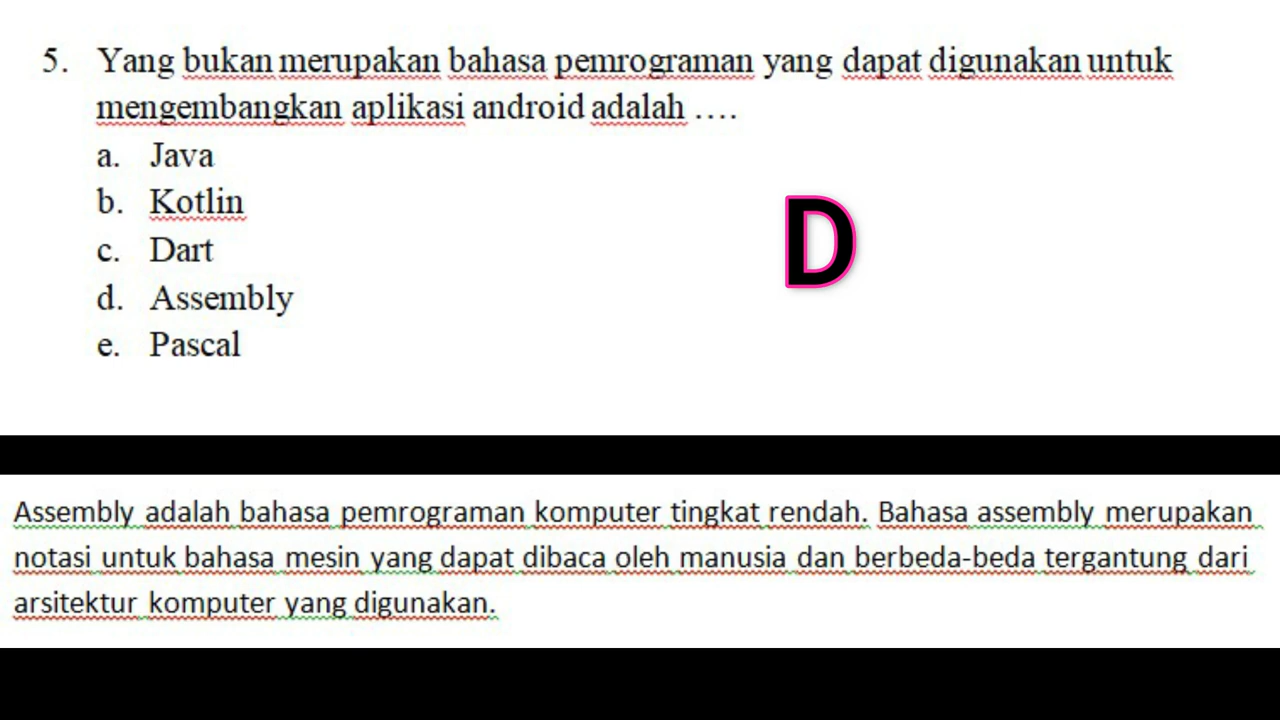 5. Yang bukan merupakan bahasa pemrograman yang dapat digunakan untuk
mengembangkan aplikasi android adalah ….
a. Java
b. Kotlin
c. Dart
D
d. Assembly
e. Pascal
Assembly adalah bahasa pemrograman komputer tingkat rendah. Bahasa assembly merupakan
notasi untuk bahasa mesin yang dapat dibaca oleh manusia dan berbeda-beda tergantung dari
arsitektur komputer yang digunakan.